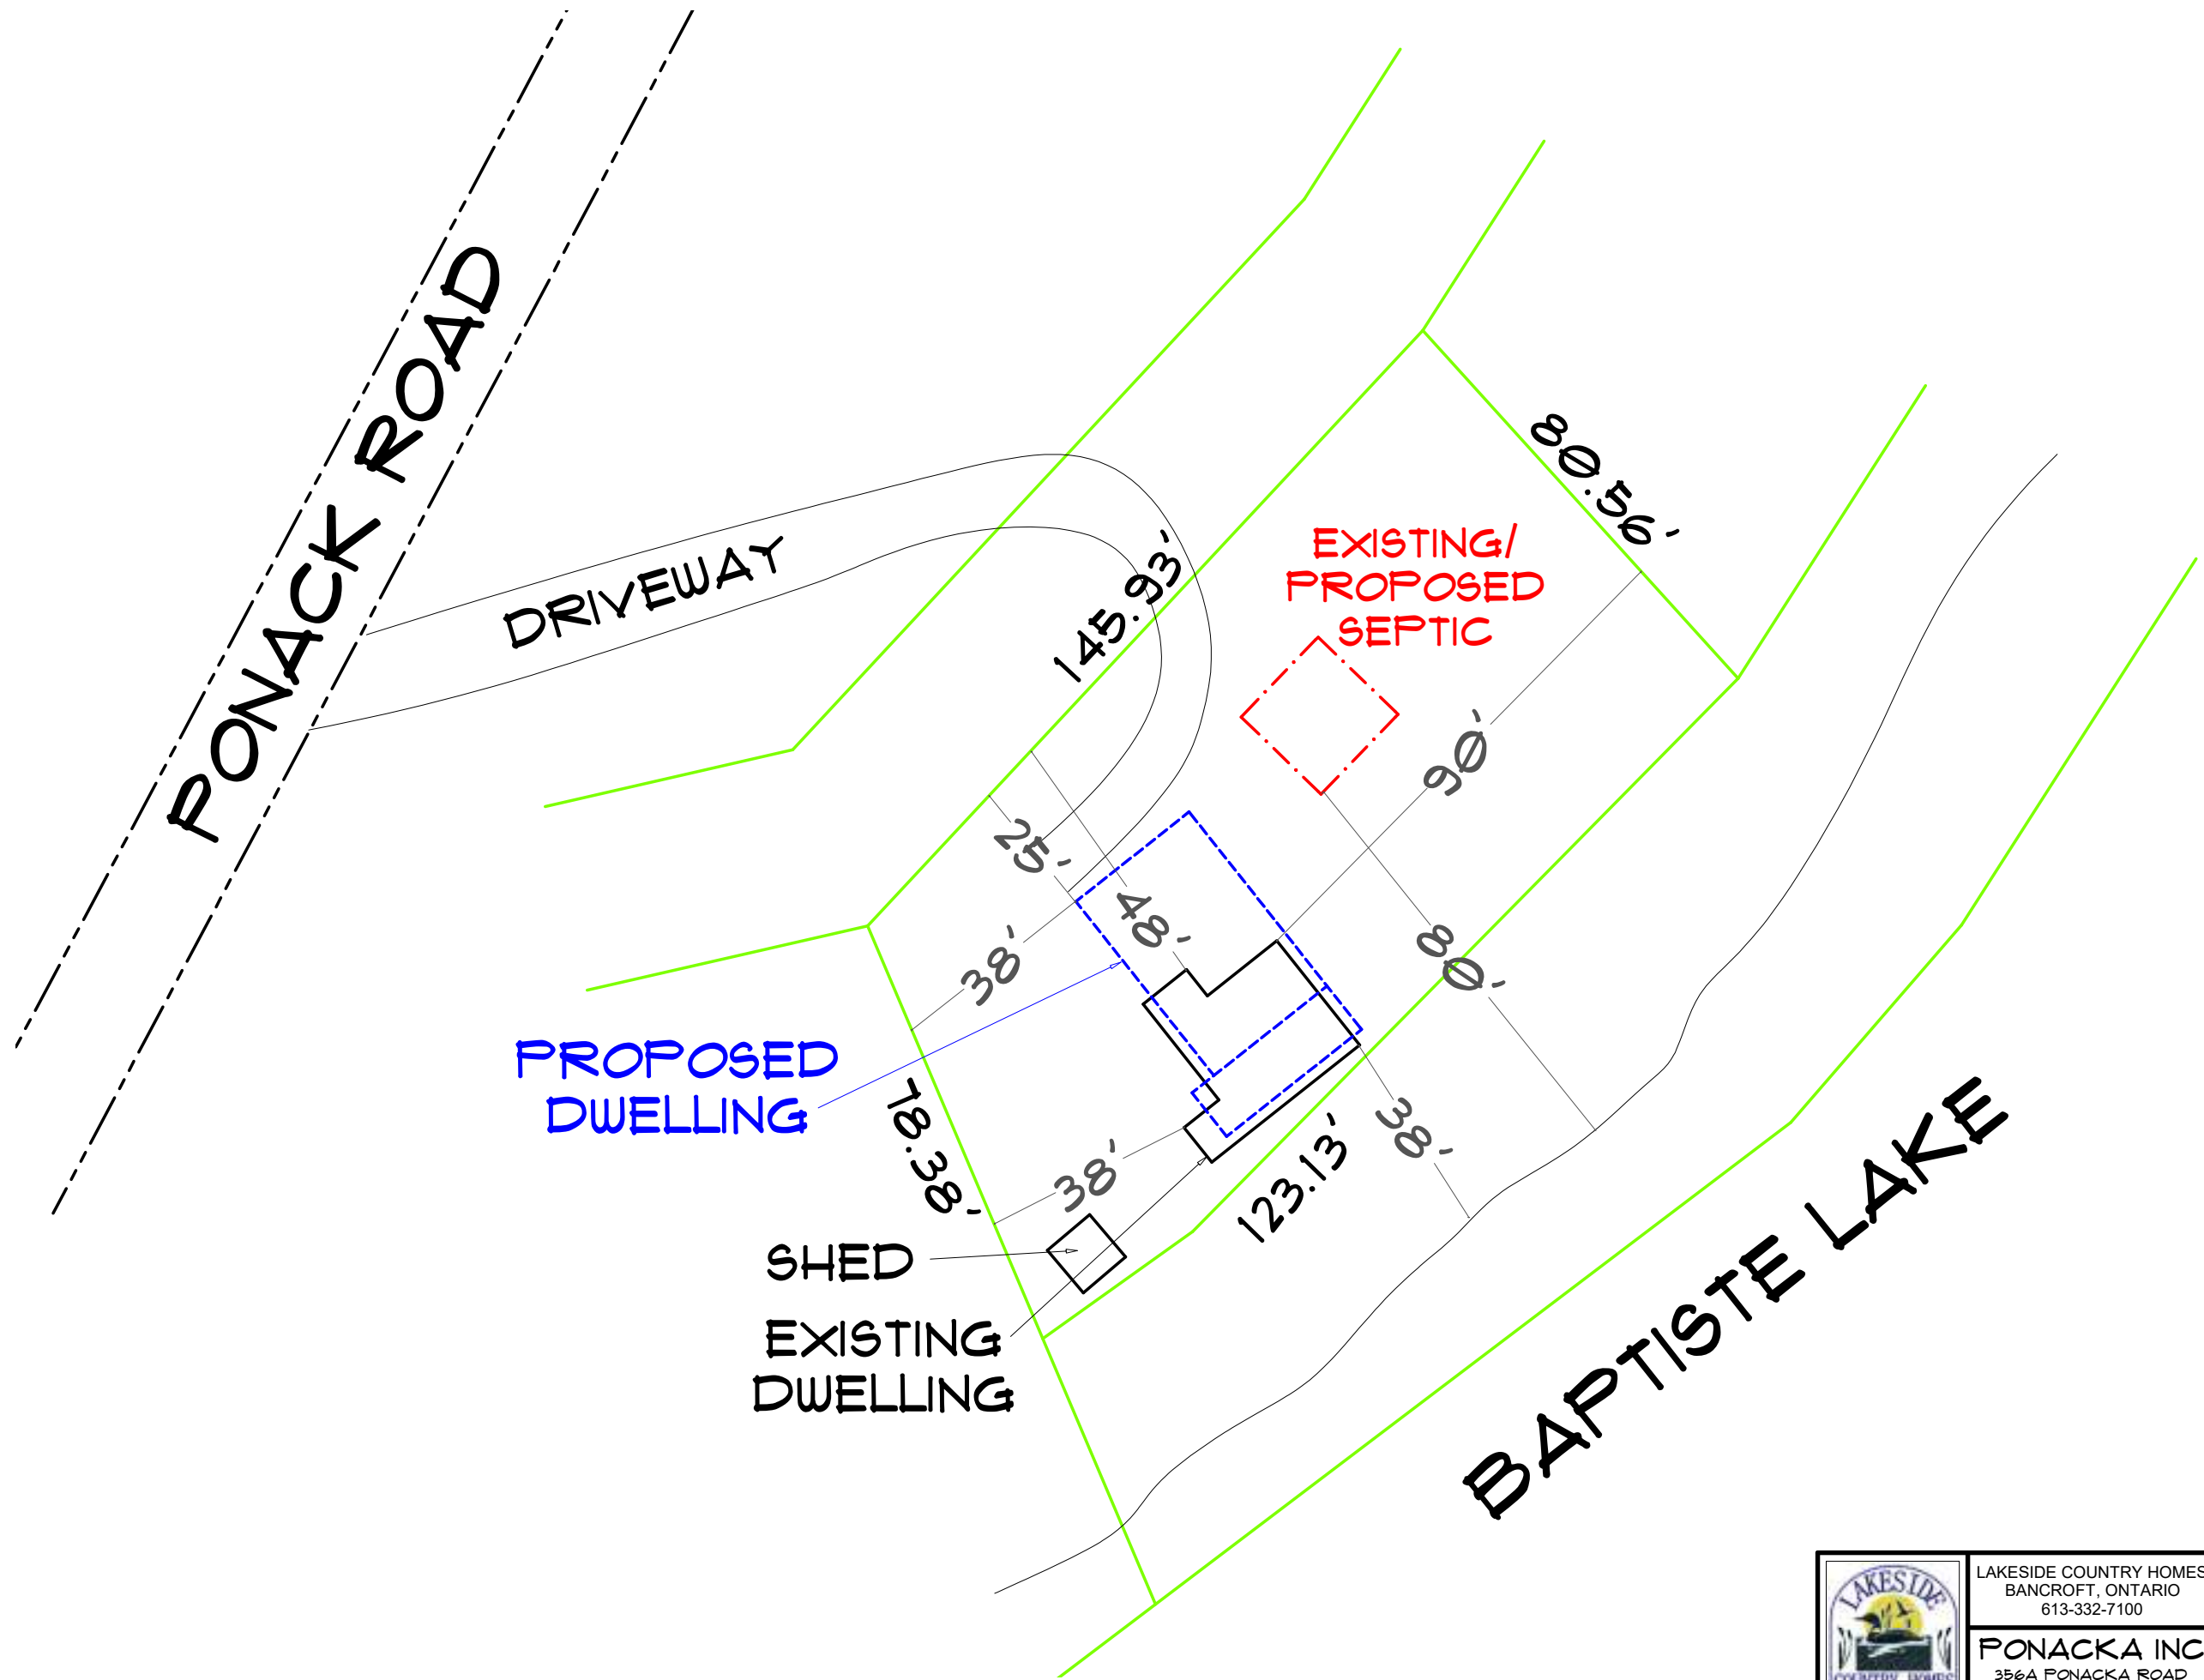 PONACK ROAD
DRIVEWAY
145.93'
80.56'
EXISTING/
PROPOSED
SEPTIC
90'
25'
48'
38'
80'
PROPOSED
DWELLING
78.38'
38'
38'
123.13'
SHED
EXISTING
DWELLING
BAPTISTE LAKE
LAKESIDE
COUNTRY HOMES
LAKESIDE COUNTRY HOMES
BANCROFT, ONTARIO
613-332-7100
PONACKA INC
356A PONACKA ROAD